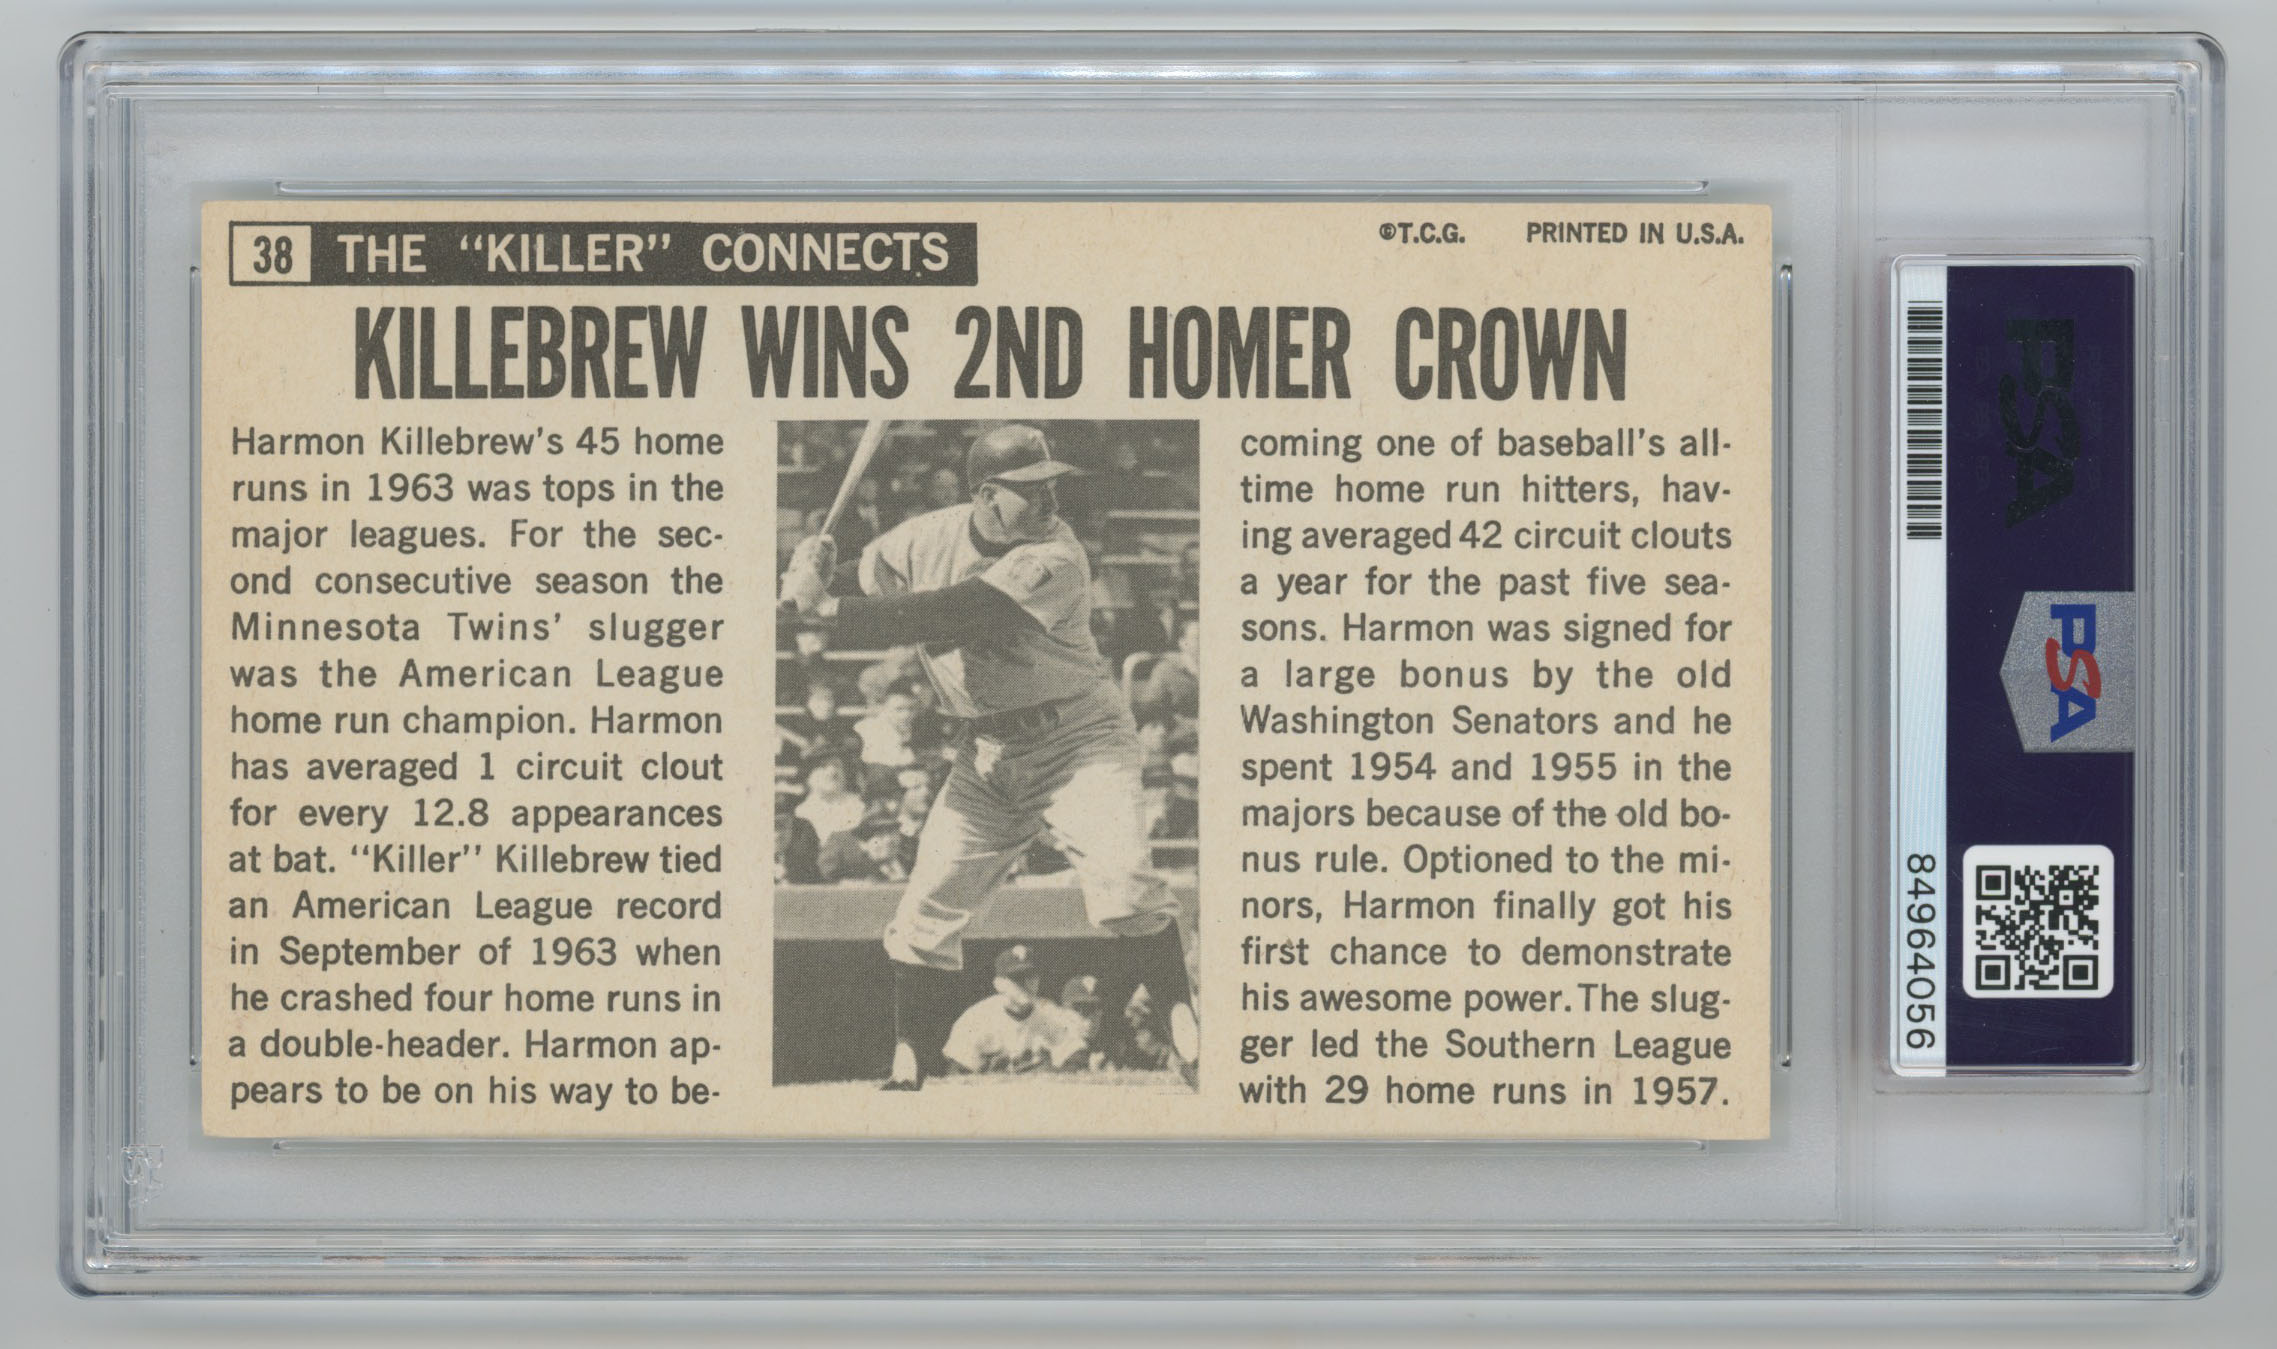 38 THE “KILLER” CONNECTS
©T.C.G. PRINTED IN U.S.A.
KILLEBREW WINS 2ND HOMER CROWN
Harmon Killebrew's 45 home
runs in 1963 was tops in the
major leagues. For the sec-
ond consecutive season the
Minnesota Twins' slugger
was the American League
home run champion. Harmon
has averaged 1 circuit clout
for every 12.8 appearances
at bat. “Killer” Killebrew tied
an American League record
in September of 1963 when
he crashed four home runs in
a double-header. Harmon ap-
pears to be on his way to be-
coming one of baseball's all-
time home run hitters, hav-
ing averaged 42 circuit clouts
a year for the past five sea-
sons. Harmon was signed for
a large bonus by the old
Washington Senators and he
spent 1954 and 1955 in the
majors because of the old bo-
nus rule. Optioned to the mi-
nors, Harmon finally got his
first chance to demonstrate
his awesome power. The slug-
ger led the Southern League
with 29 home runs in 1957.
PSA
PSA
84964056